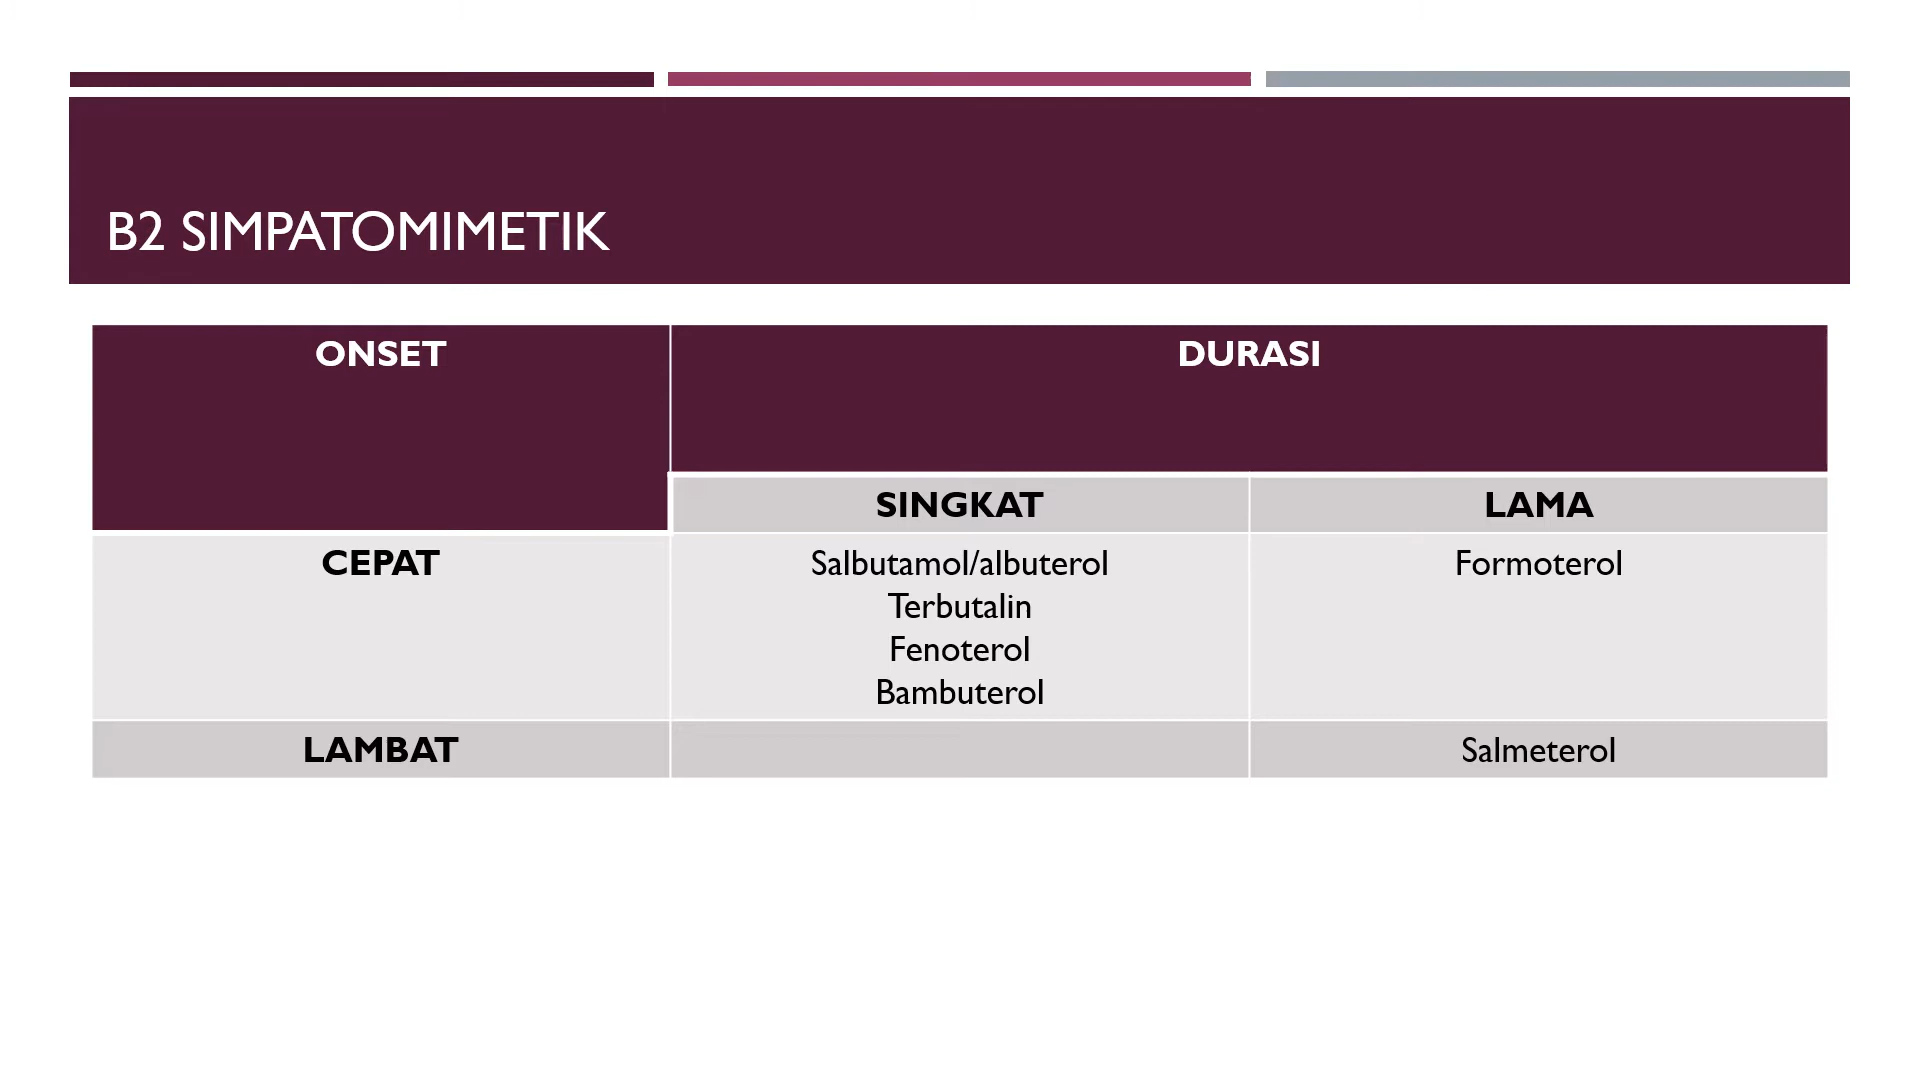 B2 SIMPATOMIMETIK
ONSET
DURASI
SINGKAT
LAMA
CEPAT
Salbutamol/albuterol
Terbutalin
Fenoterol
Bambuterol
Formoterol
LAMBAT
Salmeterol